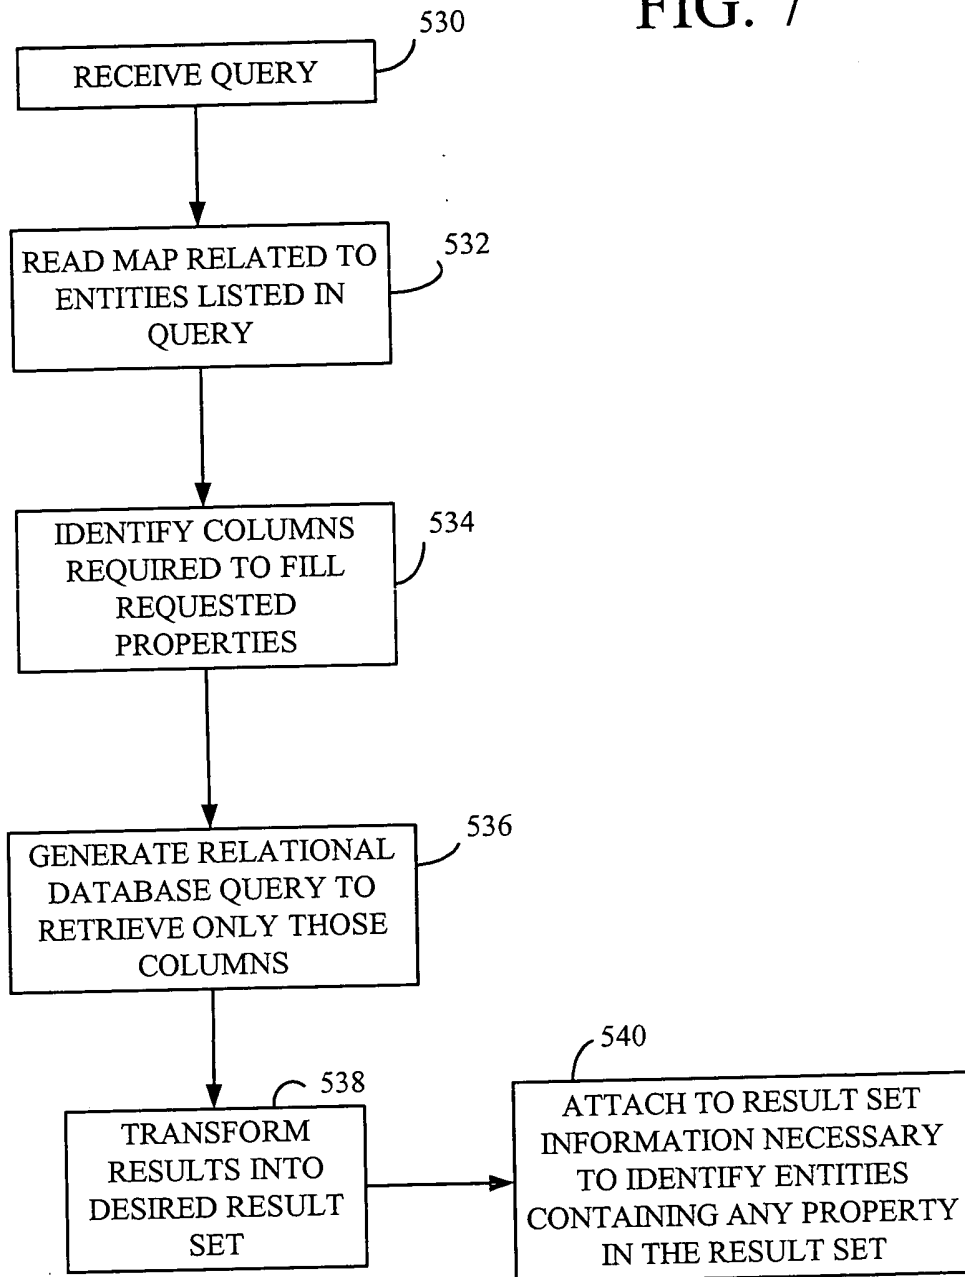 FIG. 7
530
RECEIVE QUERY
532
READ MAP RELATED TO
ENTITIES LISTED IN
QUERY
534
IDENTIFY COLUMNS
REQUIRED TO FILL
REQUESTED
PROPERTIES
536
GENERATE RELATIONAL
DATABASE QUERY TO
RETRIEVE ONLY THOSE
COLUMNS
538
TRANSFORM
RESULTS INTO
DESIRED RESULT
SET
540
ATTACH TO RESULT SET
INFORMATION NECESSARY
TO IDENTIFY ENTITIES
CONTAINING ANY PROPERTY
IN THE RESULT SET